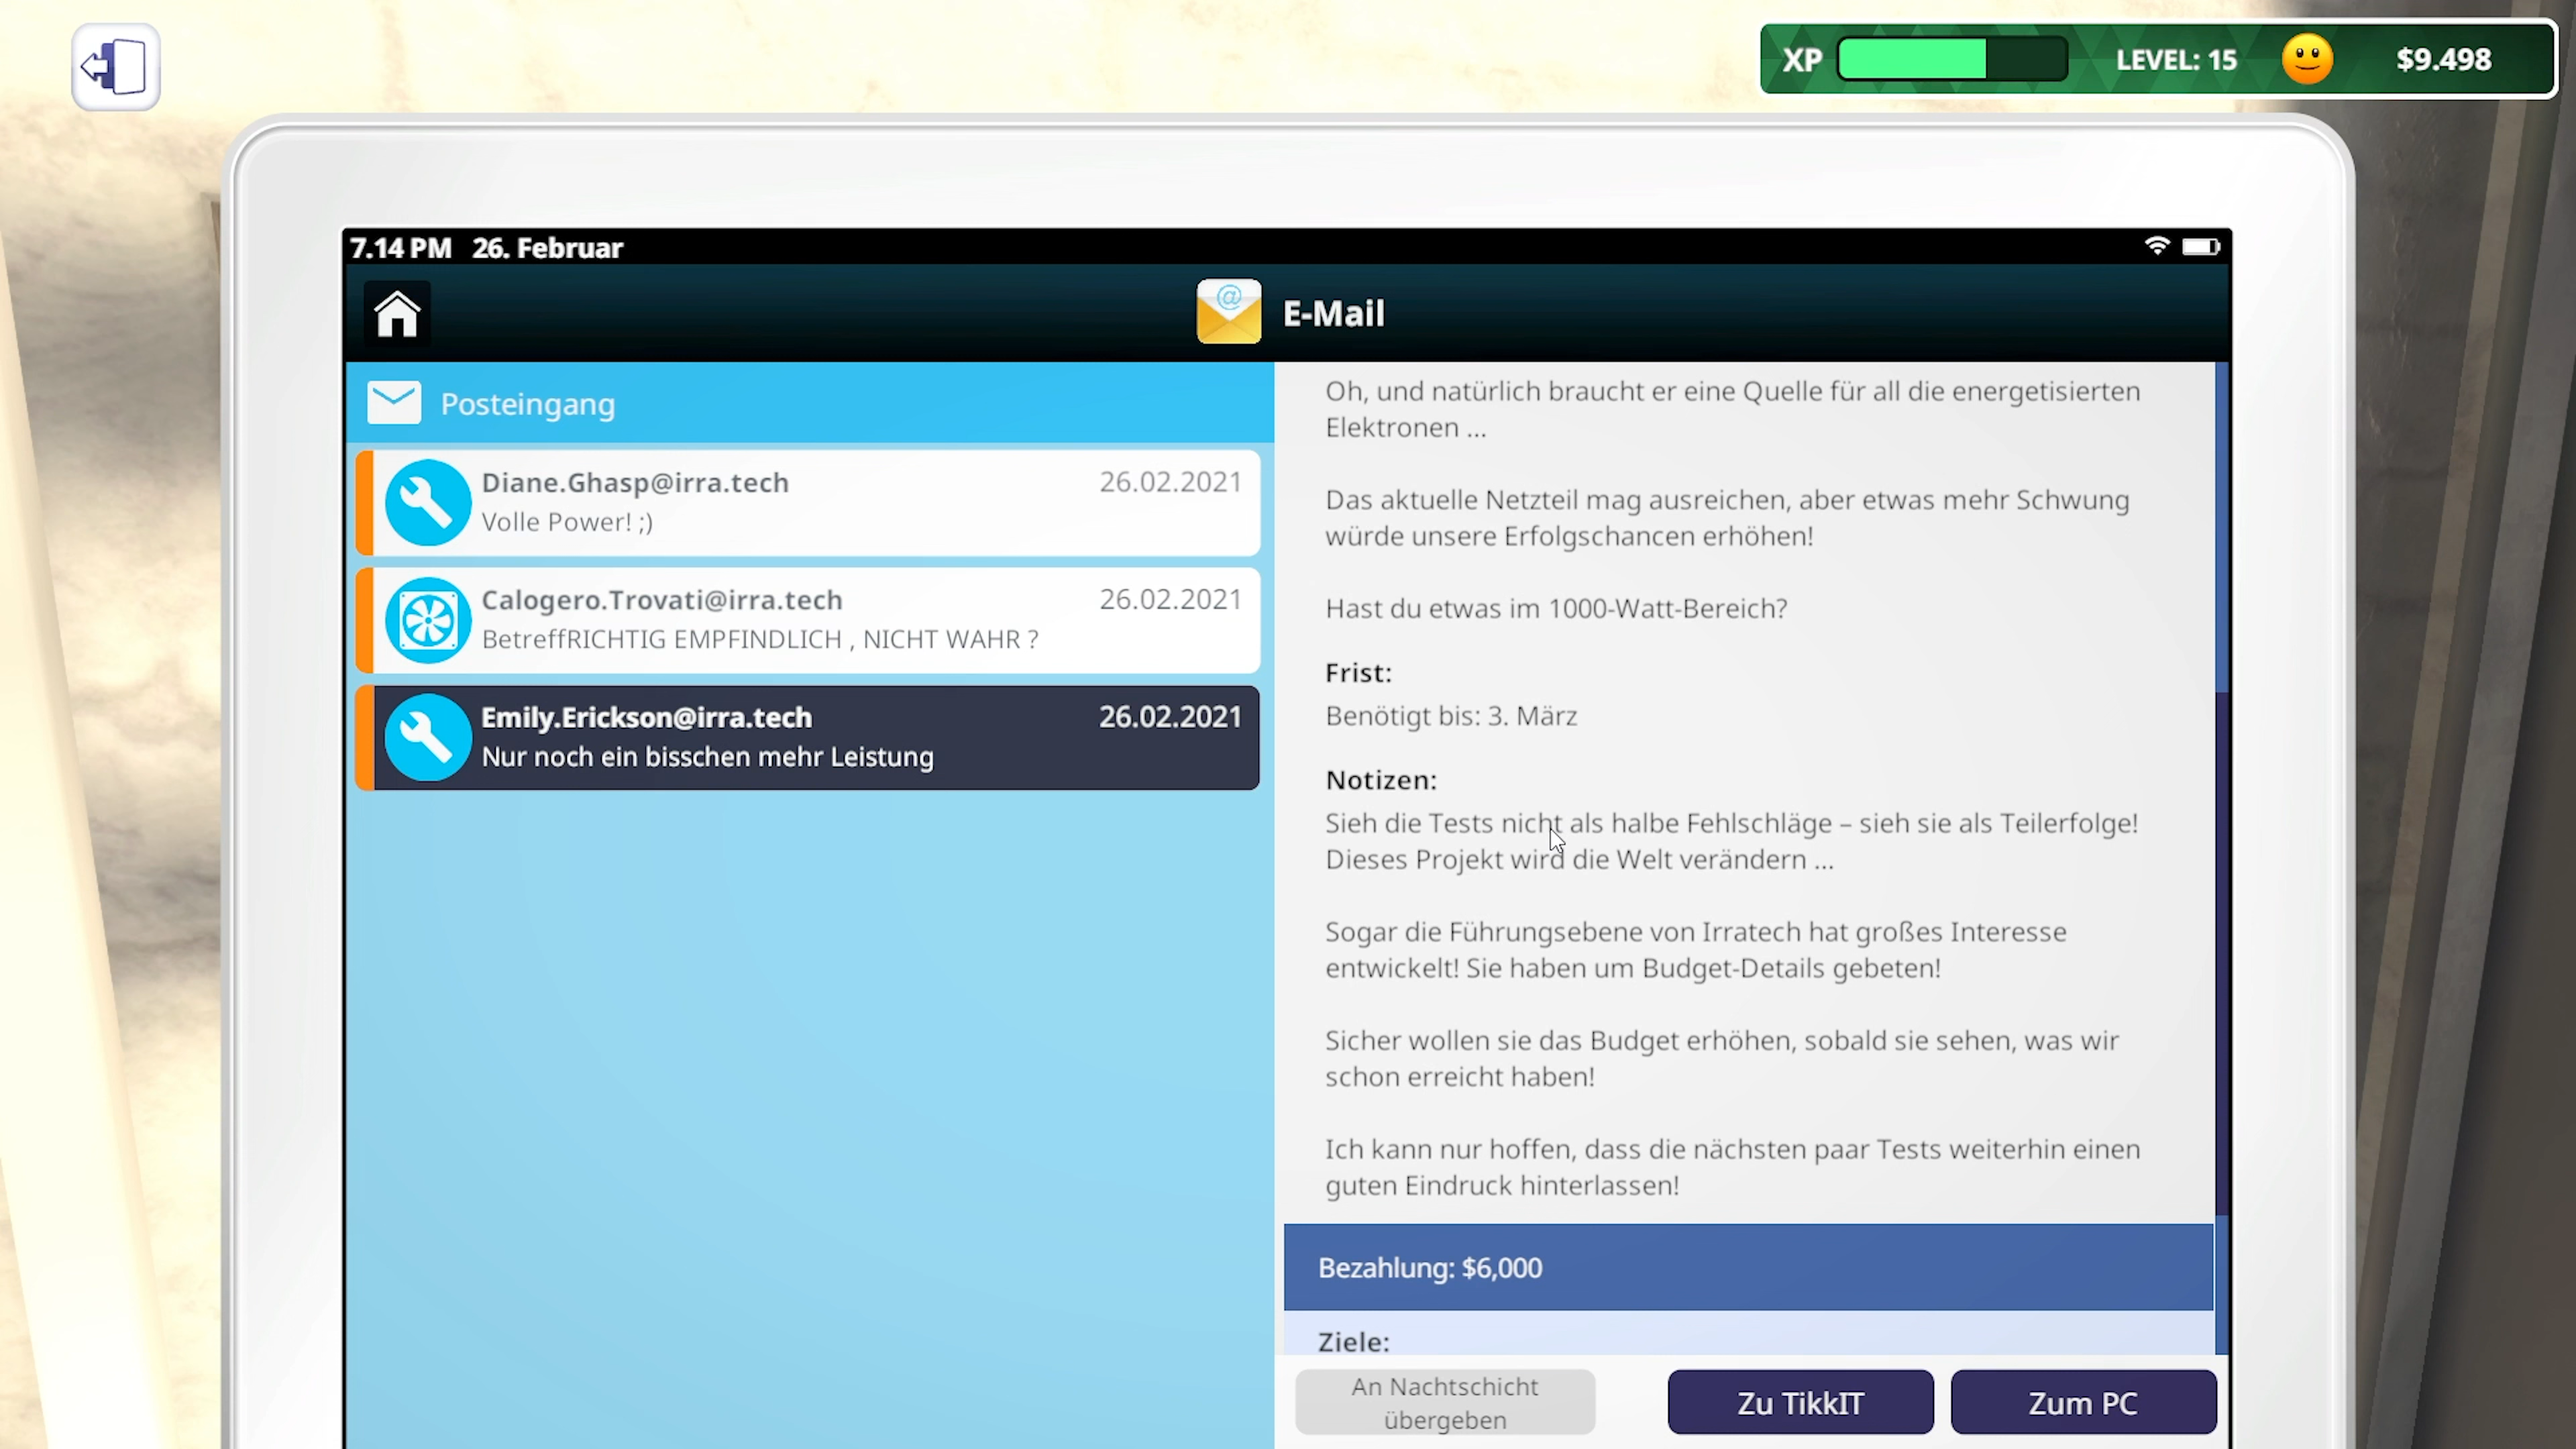 XP
LEVEL: 15
$9.498
7.14 PM 26. Februar
E-Mail
Posteingang
Diane.Ghasp@irra.tech 26.02.2021
Volle Power! ;)
Calogero.Trovati@irra.tech 26.02.2021
BetreffRICHTIG EMPFINDLICH , NICHT WAHR ?
Emily.Erickson@irra.tech 26.02.2021
Nur noch ein bisschen mehr Leistung
Oh, und natürlich braucht er eine Quelle für all die energetisierten
Elektronen ...
Das aktuelle Netzteil mag ausreichen, aber etwas mehr Schwung
würde unsere Erfolgschancen erhöhen!
Hast du etwas im 1000-Watt-Bereich?
Frist:
Benötigt bis: 3. März
Notizen:
Sieh die Tests nicht als halbe Fehlschläge – sieh sie als Teilerfolge!
Dieses Projekt wird die Welt verändern ...
Sogar die Führungsebene von Irratech hat großes Interesse
entwickelt! Sie haben um Budget-Details gebeten!
Sicher wollen sie das Budget erhöhen, sobald sie sehen, was wir
schon erreicht haben!
Ich kann nur hoffen, dass die nächsten paar Tests weiterhin einen
guten Eindruck hinterlassen!
Bezahlung: $6,000
Ziele:
An Nachtschicht
übergeben
Zu TikkIT
Zum PC